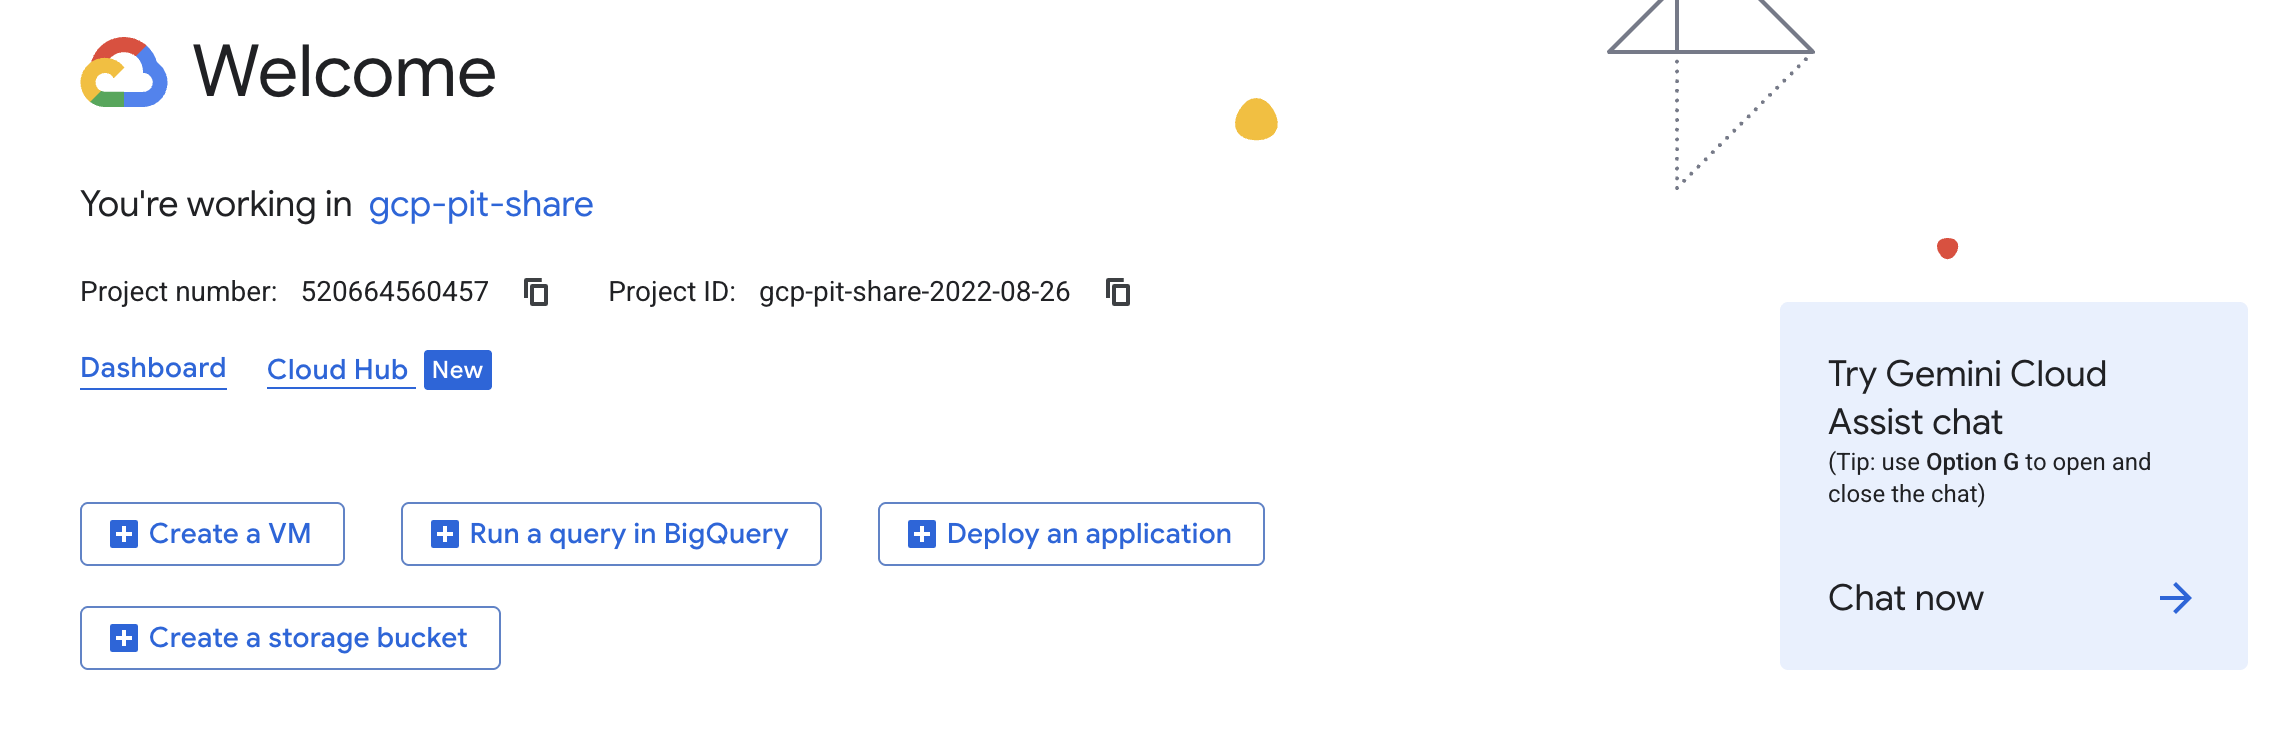 Welcome
You're working in gcp-pit-share
Project number: 520664560457 Project ID: gcp-pit-share-2022-08-26
Dashboard Cloud Hub New
Create a VM Run a query in BigQuery Deploy an application
Create a storage bucket
Try Gemini Cloud
Assist chat
(Tip: use Option G to open and
close the chat)
Chat now